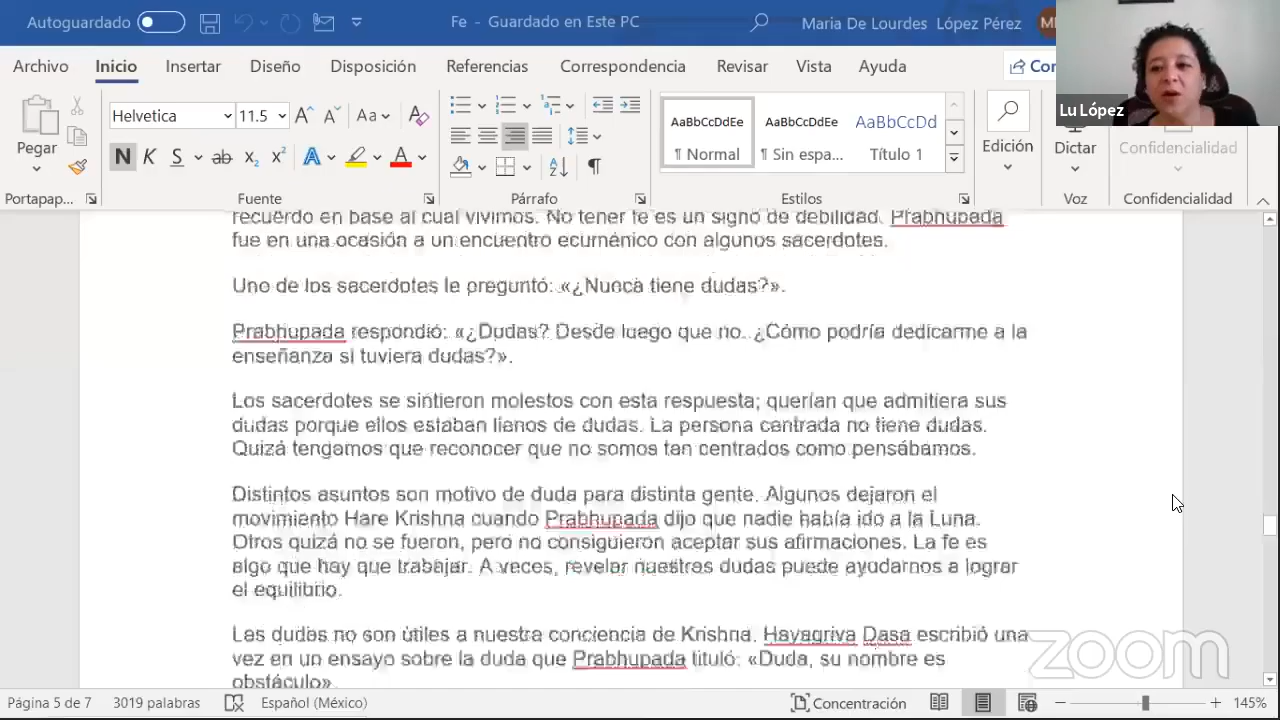 Autoguardado
Fe - Guardado en Este PC
Maria De Lourdes López Pérez
Archivo Inicio Insertar Diseño Disposición Referencias Correspondencia Revisar Vista Ayuda
Lu López
Pegar
Helvetica 11.5
Aa
N K S ab x₂ x² A A
AaBbCcDdEe AaBbCcDdEe AaBbCcDd
¶ Normal ¶ Sin espa... Título 1
Edición Dictar Confidencialidad
Portapap... Fuente Párrafo Estilos Voz Confidencialidad
recuerdo en base al cual vivimos. No tener fe es un signo de debilidad. Prabhupada
fue en una ocasión a un encuentro ecuménico con algunos sacerdotes.
Uno de los sacerdotes le preguntó: «¿Nunca tiene dudas?».
Prabhupada respondió: «¿Dudas? Desde luego que no. ¿Cómo podría dedicarme a la
enseñanza si tuviera dudas?».
Los sacerdotes se sintieron molestos con esta respuesta; querían que admitiera sus
dudas porque ellos estaban llenos de dudas. La persona centrada no tiene dudas.
Quizá tengamos que reconocer que no somos tan centrados como pensábamos.
Distintos asuntos son motivo de duda para distinta gente. Algunos dejaron el
movimiento Hare Krishna cuando Prabhupada dijo que nadie había ido a la Luna.
Otros quizá no se fueron, pero no consiguieron aceptar sus afirmaciones. La fe es
algo que hay que trabajar. A veces, revelar nuestras dudas puede ayudarnos a lograr
el equilibrio.
Las dudas no son útiles a nuestra conciencia de Krishna. Hayagriva Dasa escribió una
vez en un ensayo sobre la duda que Prabhupada tituló: «Duda, su nombre es
obstáculo».
zoom
Página 5 de 7 3019 palabras Español (México) Concentración 145%